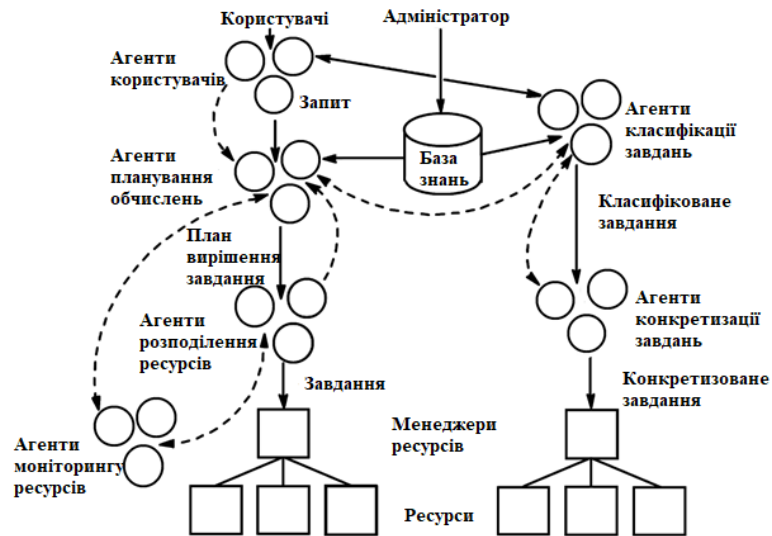 Користувачі
Адміністратор
Агенти
користувачів
Запит
Агенти
класифікації
завдань
Агенти
планування
обчислень
База
знань
Класифіковане
завдання
План
вирішення
завдання
Агенти
розподілення
ресурсів
Агенти
конкретизації
завдань
Завдання
Конкретизоване
завдання
Менеджери
ресурсів
Агенти
моніторингу
ресурсів
Ресурси